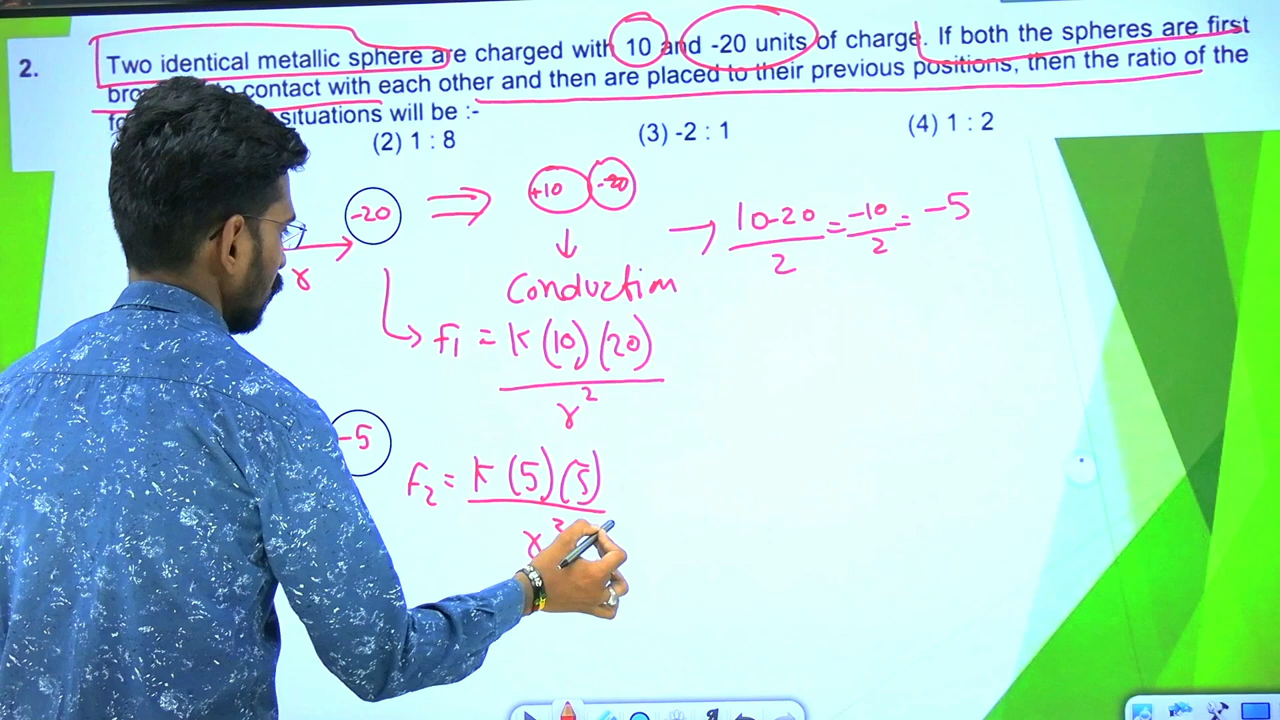 2. Two identical metallic sphere are charged with 10 and -20 units of charge. If both the spheres are first
contact with each other and then are placed to their previous positions, then the ratio of the
situations will be :-
(2) 1 : 8 (3) -2 : 1 (4) 1 : 2
-20 ⇒ +10 -20
→ 10-20/2 = -10/2 = -5
r
↓
Conduction
F1 = K(10)(20)/r²
-5
F2 = K(5)(5)/r²